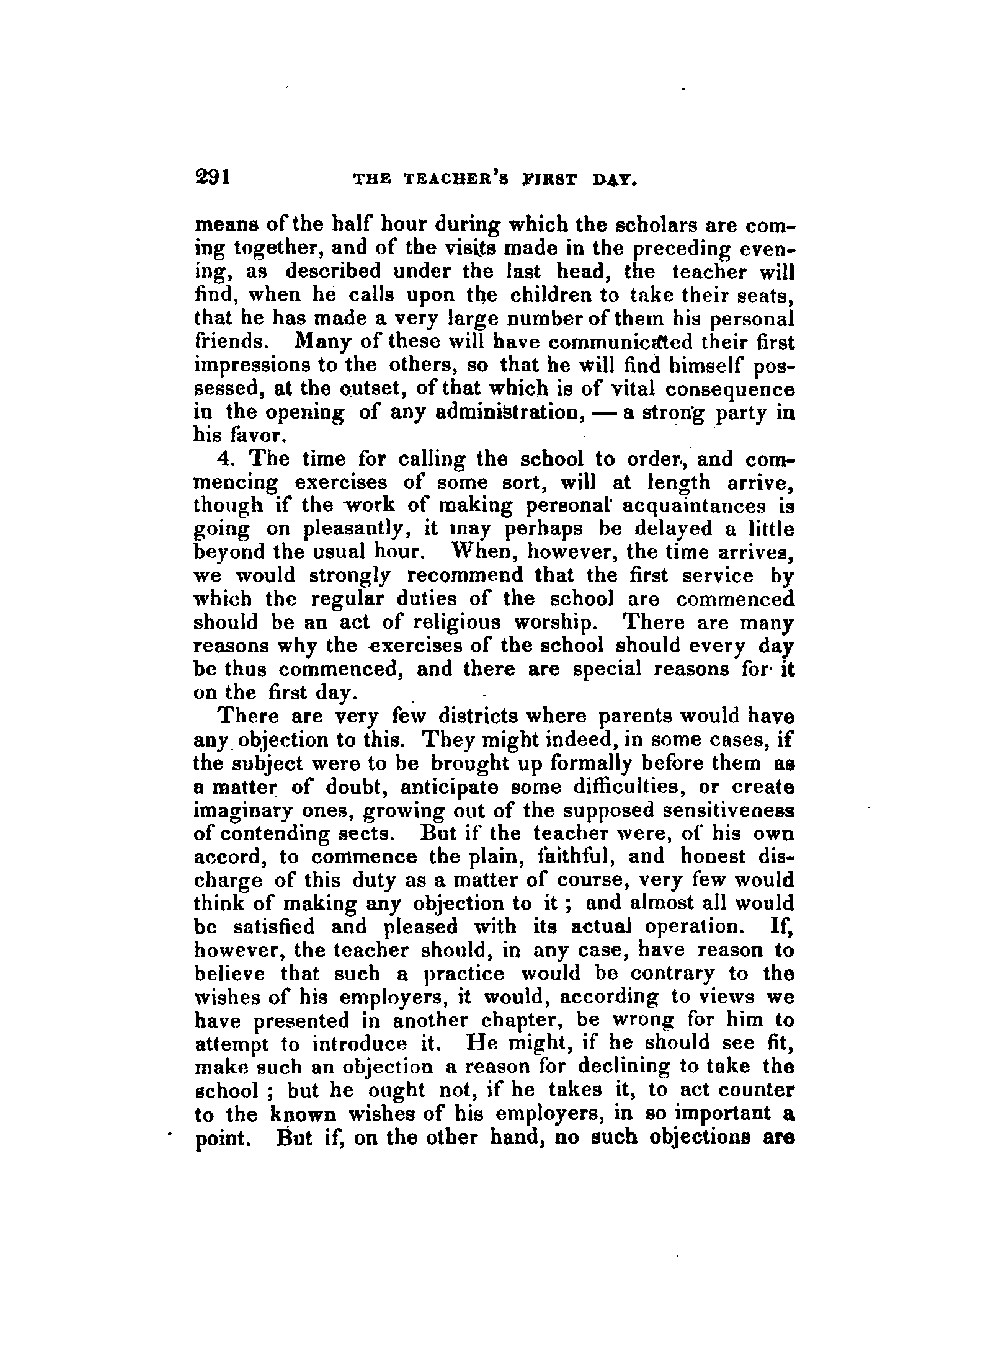 291 THE TEACHER'S FIRST DAY.
means of the half hour during which the scholars are com-
ing together, and of the visits made in the preceding even-
ing, as described under the last head, the teacher will
find, when he calls upon the children to take their seats,
that he has made a very large number of them his personal
friends. Many of these will have communicated their first
impressions to the others, so that he will find himself pos-
sessed, at the outset, of that which is of vital consequence
in the opening of any administration, — a strong party in
his favor.
4. The time for calling the school to order, and com-
mencing exercises of some sort, will at length arrive,
though if the work of making personal acquaintances is
going on pleasantly, it may perhaps be delayed a little
beyond the usual hour. When, however, the time arrives,
we would strongly recommend that the first service by
which the regular duties of the school are commenced
should be an act of religious worship. There are many
reasons why the exercises of the school should every day
be thus commenced, and there are special reasons for it
on the first day.
There are very few districts where parents would have
any objection to this. They might indeed, in some cases, if
the subject were to be brought up formally before them as
a matter of doubt, anticipate some difficulties, or create
imaginary ones, growing out of the supposed sensitiveness
of contending sects. But if the teacher were, of his own
accord, to commence the plain, faithful, and honest dis-
charge of this duty as a matter of course, very few would
think of making any objection to it ; and almost all would
be satisfied and pleased with its actual operation. If,
however, the teacher should, in any case, have reason to
believe that such a practice would be contrary to the
wishes of his employers, it would, according to views we
have presented in another chapter, be wrong for him to
attempt to introduce it. He might, if he should see fit,
make such an objection a reason for declining to take the
school ; but he ought not, if he takes it, to act counter
to the known wishes of his employers, in so important a
point. But if, on the other hand, no such objections are